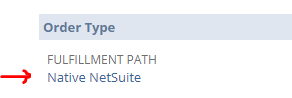 Order Type
FULFILLMENT PATH
Native NetSuite